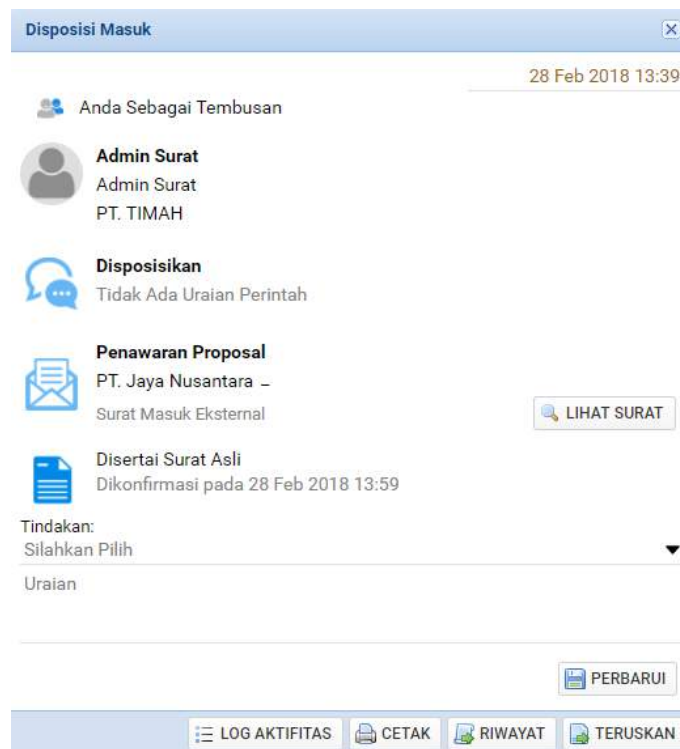 Disposisi Masuk
28 Feb 2018 13:39
Anda Sebagai Tembusan
Admin Surat
Admin Surat
PT. TIMAH
Disposisikan
Tidak Ada Uraian Perintah
Penawaran Proposal
PT. Jaya Nusantara -
Surat Masuk Eksternal
LIHAT SURAT
Disertai Surat Asli
Dikonfirmasi pada 28 Feb 2018 13:59
Tindakan:
Silahkan Pilih
Uraian
PERBARUI
LOG AKTIFITAS CETAK RIWAYAT TERUSKAN